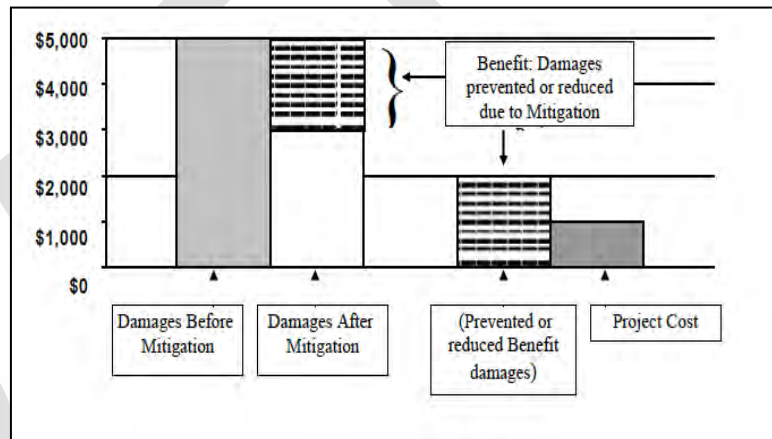 $5,000
$4,000
$3,000
$2,000
$1,000
$0
Benefit: Damages
prevented or reduced
due to Mitigation
Damages Before
Mitigation
Damages After
Mitigation
(Prevented or
reduced Benefit
damages)
Project Cost